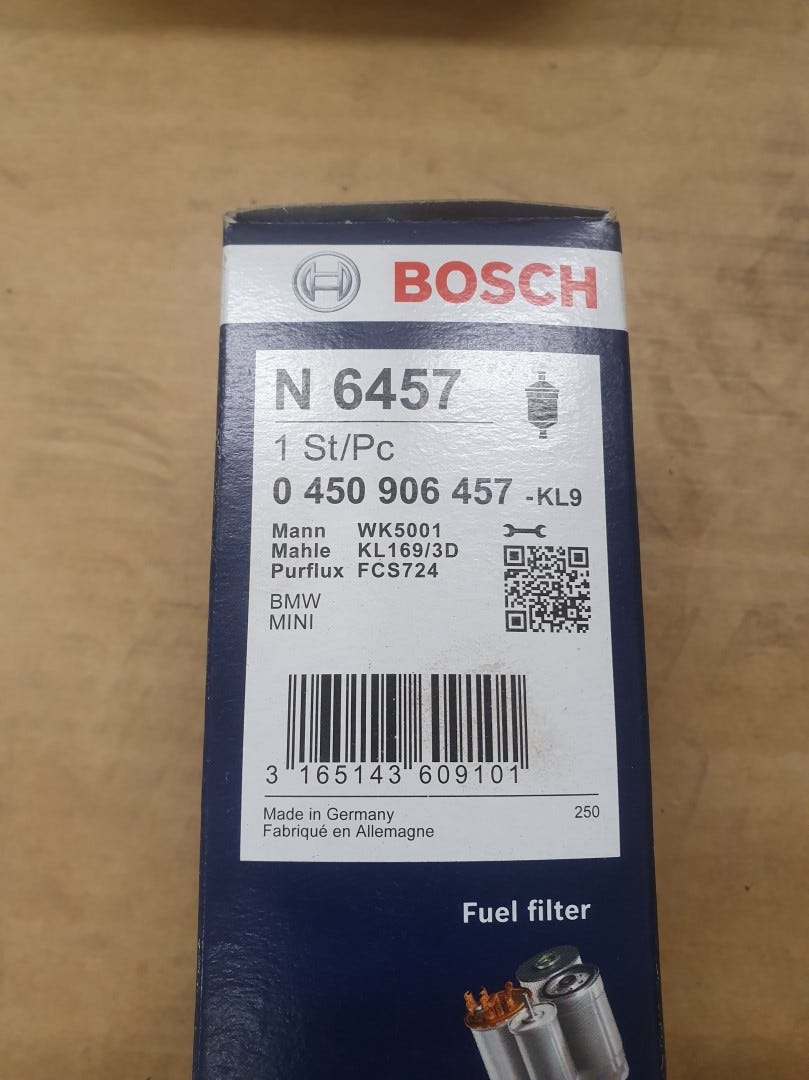 BOSCH
N 6457
1 St/Pc
0 450 906 457 -KL9
Mann WK5001
Mahle KL169/3D
Purflux FCS724
BMW
MINI
3 165143 609101
Made in Germany 250
Fabriqué en Allemagne
Fuel filter